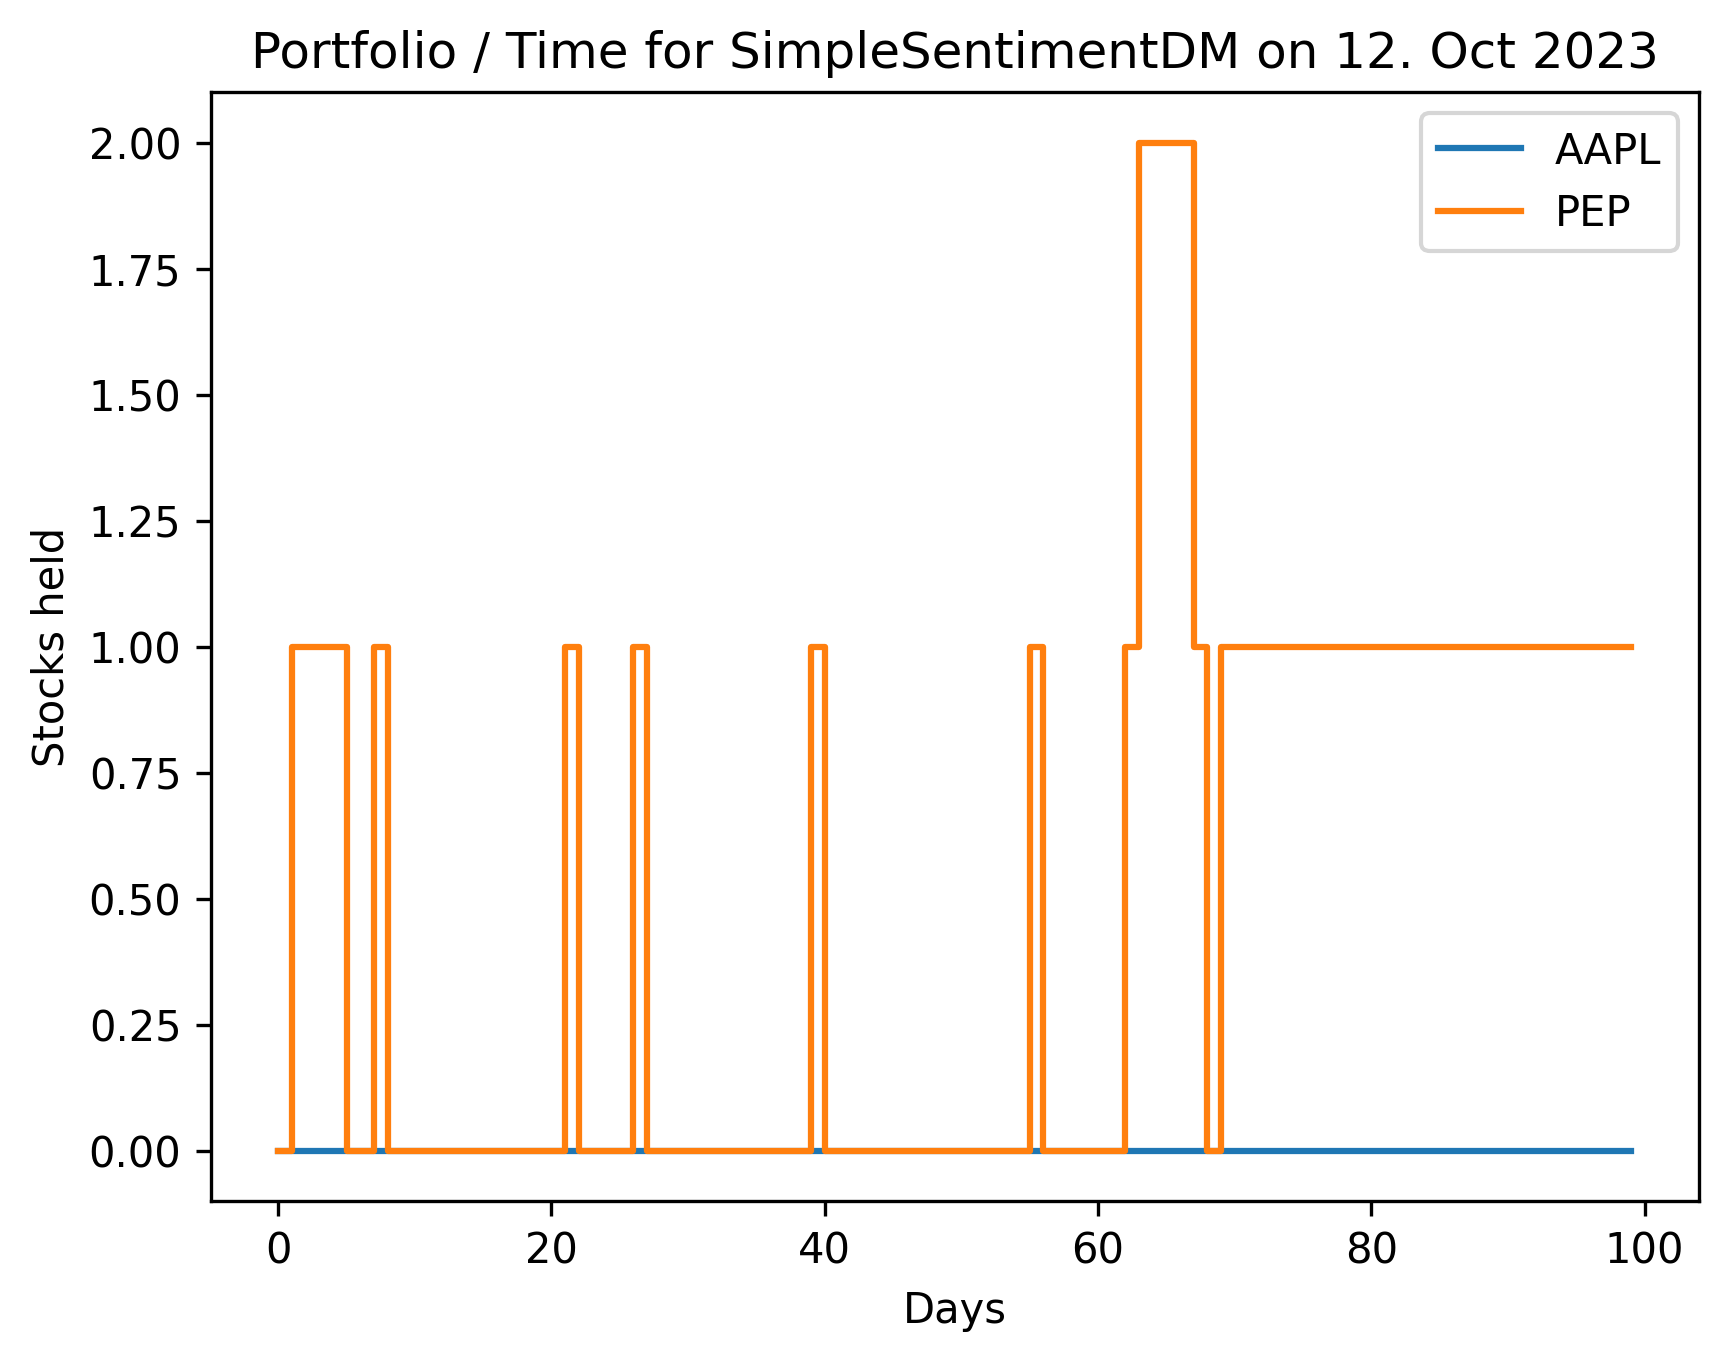 Portfolio / Time for SimpleSentimentDM on 12. Oct 2023
AAPL
PEP
Stocks held
2.00
1.75
1.50
1.25
1.00
0.75
0.50
0.25
0.00
0 20 40 60 80 100
Days